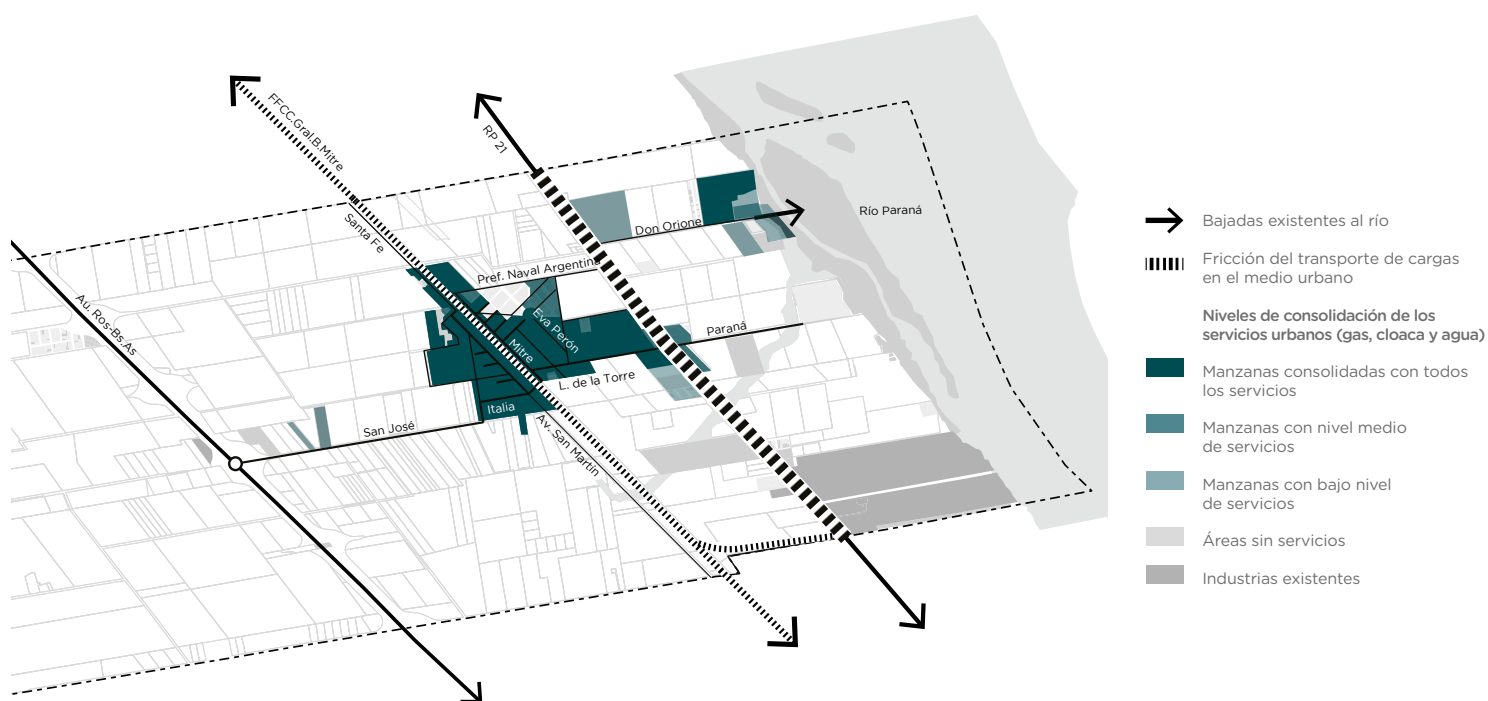 FFCC.Gral.B.Mitre
RP 21
Río Paraná
Santa Fe
Don Orione
Pref. Naval Argentina
Au. Ros-Bs.As
Eva Perón
Paraná
Mitre
L. de la Torre
Italia
San José
Av. San Martín
Bajadas existentes al río
Fricción del transporte de cargas
en el medio urbano
Niveles de consolidación de los
servicios urbanos (gas, cloaca y agua)
Manzanas consolidadas con todos
los servicios
Manzanas con nivel medio
de servicios
Manzanas con bajo nivel
de servicios
Áreas sin servicios
Industrias existentes